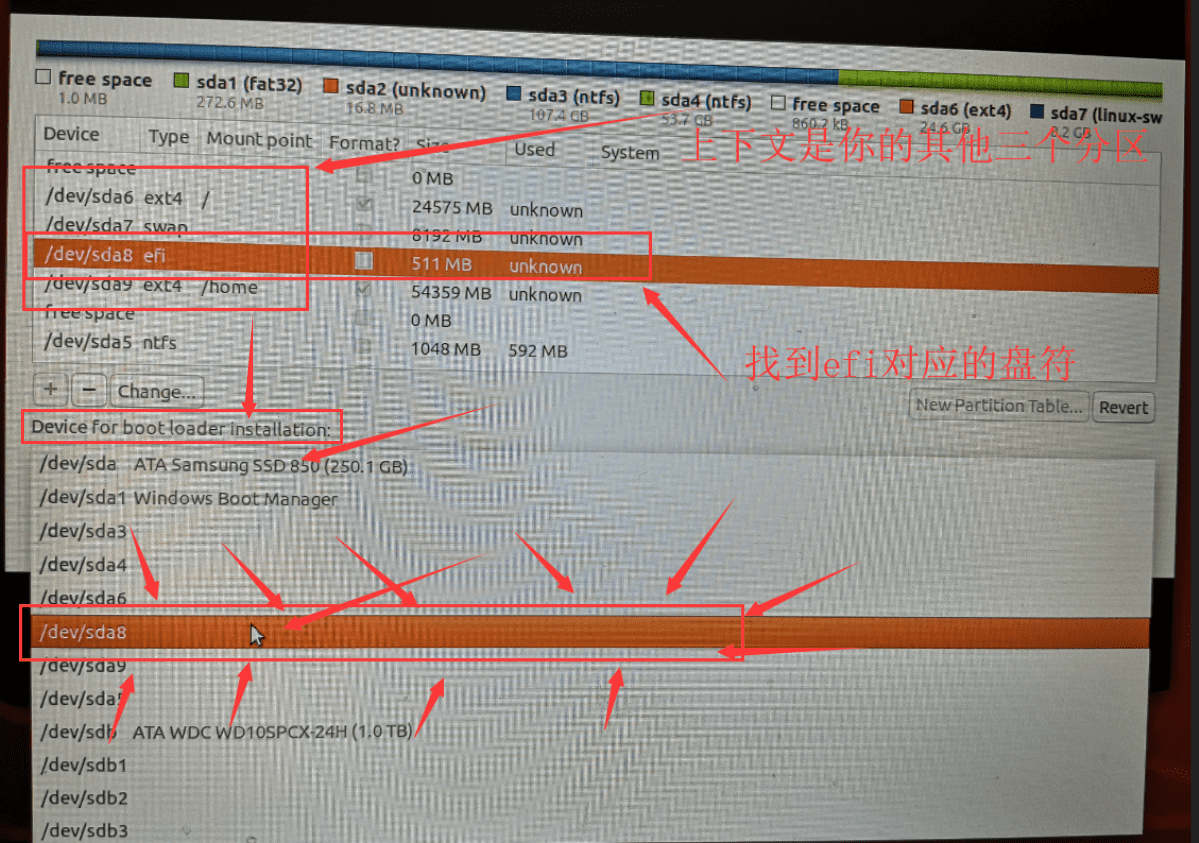 free space sda1 (fat32) sda2 (unknown) sda3 (ntfs) sda4 (ntfs) free space sda6 (ext4) sda7 (linux-sw
1.0 MB 272.6 MB 16.8 MB 107.4 GB 53.7 GB 860.2 kB 24.6 GB 8.2 GB
Device Type Mount point Format? Size Used System
上下文是你的其他三个分区
free space 0 MB
/dev/sda6 ext4 / 24575 MB unknown
/dev/sda7 swap 8192 MB unknown
/dev/sda8 efi 511 MB unknown
/dev/sda9 ext4 /home 54359 MB unknown
free space 0 MB
/dev/sda5 ntfs 1048 MB 592 MB
找到efi对应的盘符
+ − Change... New Partition Table... Revert
Device for boot loader installation:
/dev/sda ATA Samsung SSD 850 (250.1 GB)
/dev/sda1 Windows Boot Manager
/dev/sda3
/dev/sda4
/dev/sda6
/dev/sda8
/dev/sda9
/dev/sda5
/dev/sdb ATA WDC WD10SPCX-24H (1.0 TB)
/dev/sdb1
/dev/sdb2
/dev/sdb3